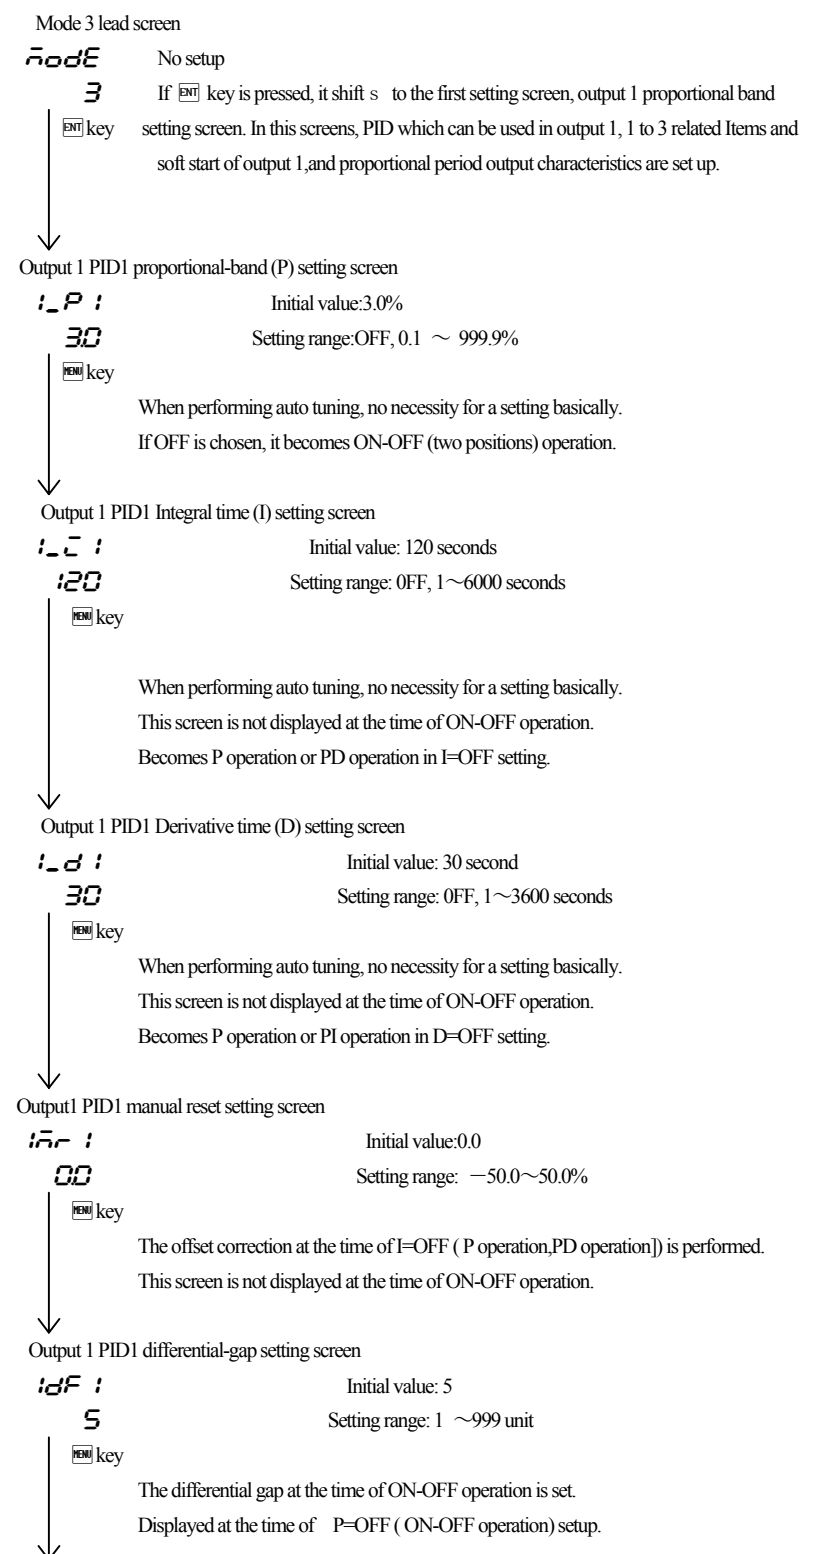 Mode 3 lead screen
modE No setup
3 If ENT key is pressed, it shift s to the first setting screen, output 1 proportional band
ENT key setting screen. In this screens, PID which can be used in output 1, 1 to 3 related Items and
soft start of output 1,and proportional period output characteristics are set up.
Output 1 PID1 proportional-band (P) setting screen
1_P 1 Initial value:3.0%
3.0 Setting range:OFF, 0.1 ～ 999.9%
MENU key
When performing auto tuning, no necessity for a setting basically.
If OFF is chosen, it becomes ON-OFF (two positions) operation.
Output 1 PID1 Integral time (I) setting screen
1_i 1 Initial value: 120 seconds
120 Setting range: 0FF, 1～6000 seconds
MENU key
When performing auto tuning, no necessity for a setting basically.
This screen is not displayed at the time of ON-OFF operation.
Becomes P operation or PD operation in I=OFF setting.
Output 1 PID1 Derivative time (D) setting screen
1_d 1 Initial value: 30 second
30 Setting range: 0FF, 1～3600 seconds
MENU key
When performing auto tuning, no necessity for a setting basically.
This screen is not displayed at the time of ON-OFF operation.
Becomes P operation or PI operation in D=OFF setting.
Output1 PID1 manual reset setting screen
1mr 1 Initial value:0.0
0.0 Setting range: －50.0～50.0%
MENU key
The offset correction at the time of I=OFF ( P operation,PD operation]) is performed.
This screen is not displayed at the time of ON-OFF operation.
Output 1 PID1 differential-gap setting screen
1dF 1 Initial value: 5
5 Setting range: 1 ～999 unit
MENU key
The differential gap at the time of ON-OFF operation is set.
Displayed at the time of P=OFF ( ON-OFF operation) setup.